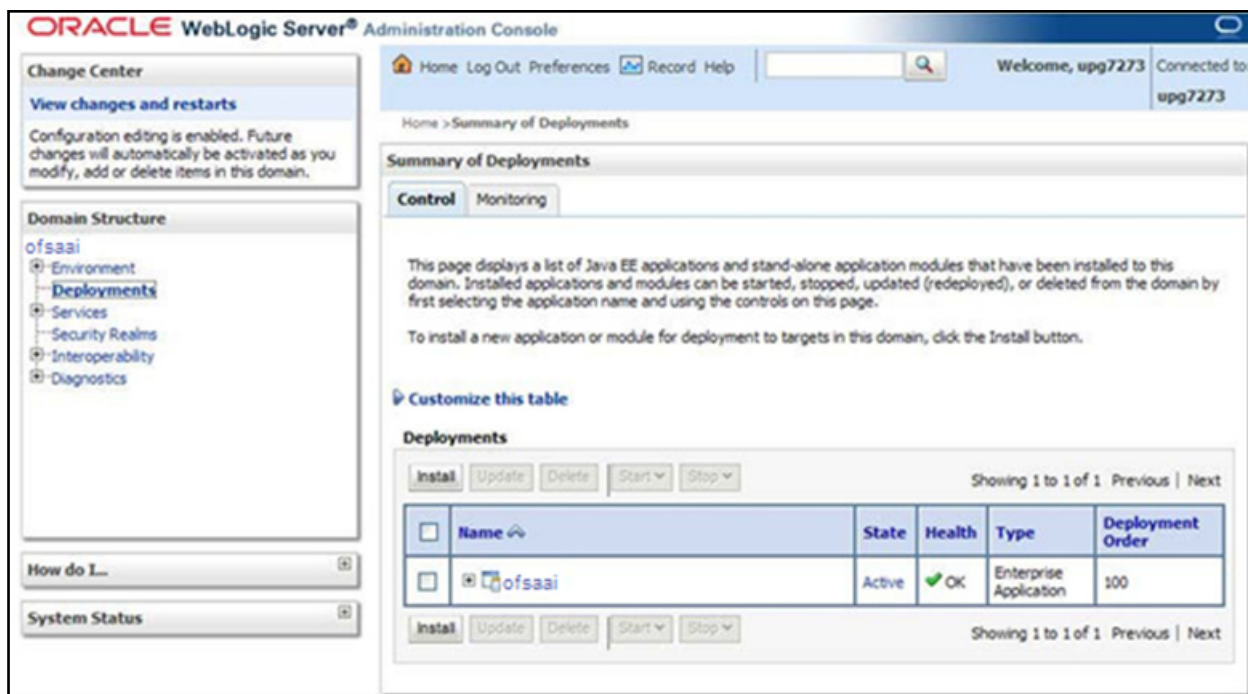 ORACLE WebLogic Server® Administration Console
Change Center
View changes and restarts
Configuration editing is enabled. Future
changes will automatically be activated as you
modify, add or delete items in this domain.
Domain Structure
ofsaai
Environment
Deployments
Services
Security Realms
Interoperability
Diagnostics
How do I...
System Status
Home Log Out Preferences Record Help
Welcome, upg7273
Connected to
upg7273
Home >Summary of Deployments
Summary of Deployments
Control Monitoring
This page displays a list of Java EE applications and stand-alone application modules that have been installed to this
domain. Installed applications and modules can be started, stopped, updated (redeployed), or deleted from the domain by
first selecting the application name and using the controls on this page.
To install a new application or module for deployment to targets in this domain, click the Install button.
Customize this table
Deployments
Install Update Delete Start Stop Showing 1 to 1 of 1 Previous | Next
Name State Health Type Deployment
Order
ofsaai Active OK Enterprise
Application 100
Install Update Delete Start Stop Showing 1 to 1 of 1 Previous | Next